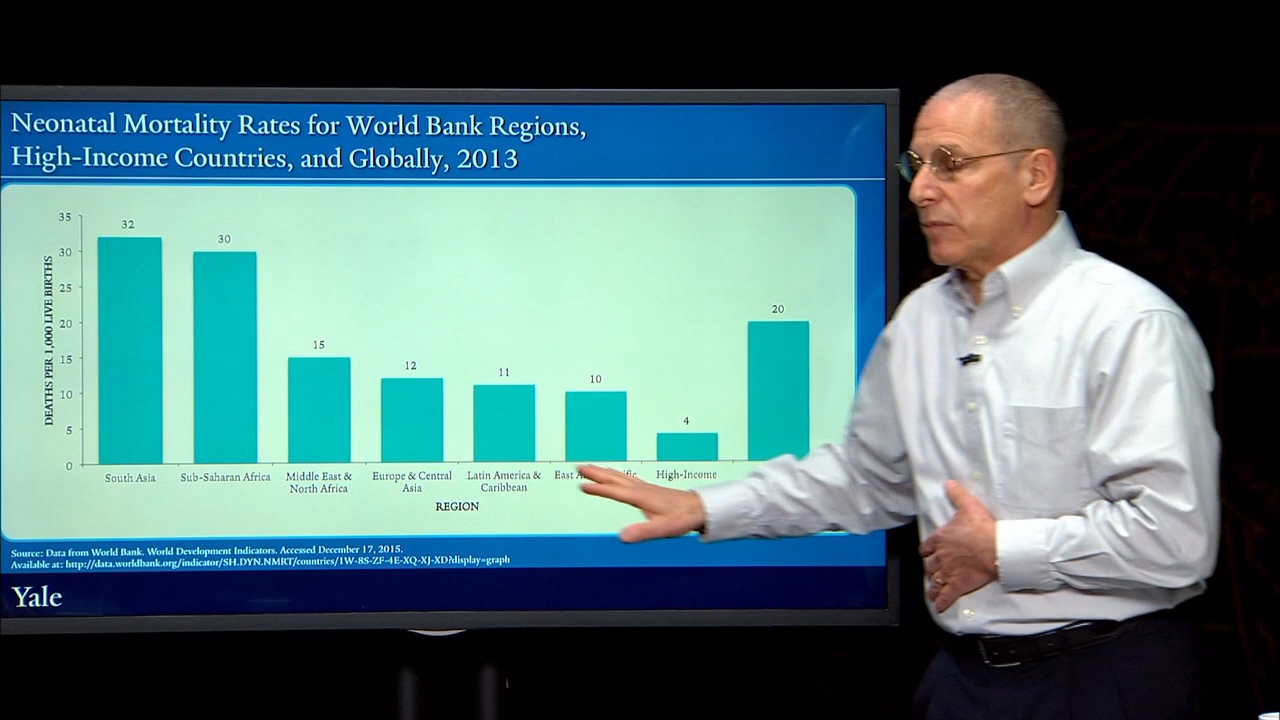 Neonatal Mortality Rates for World Bank Regions,
High-Income Countries, and Globally, 2013
DEATHS PER 1,000 LIVE BIRTHS
35
30
25
20
15
10
5
0
32
30
15
12
11
10
4
20
South Asia
Sub-Saharan Africa
Middle East &
North Africa
Europe & Central
Asia
Latin America &
Caribbean
East
High-Income
REGION
Source: Data from World Bank. World Development Indicators. Accessed December 17, 2015.
Available at: http://data.worldbank.org/indicator/SH.DYN.NMRT/countries/1W-8S-ZF-4E-XQ-XJ-XD?display=graph
Yale